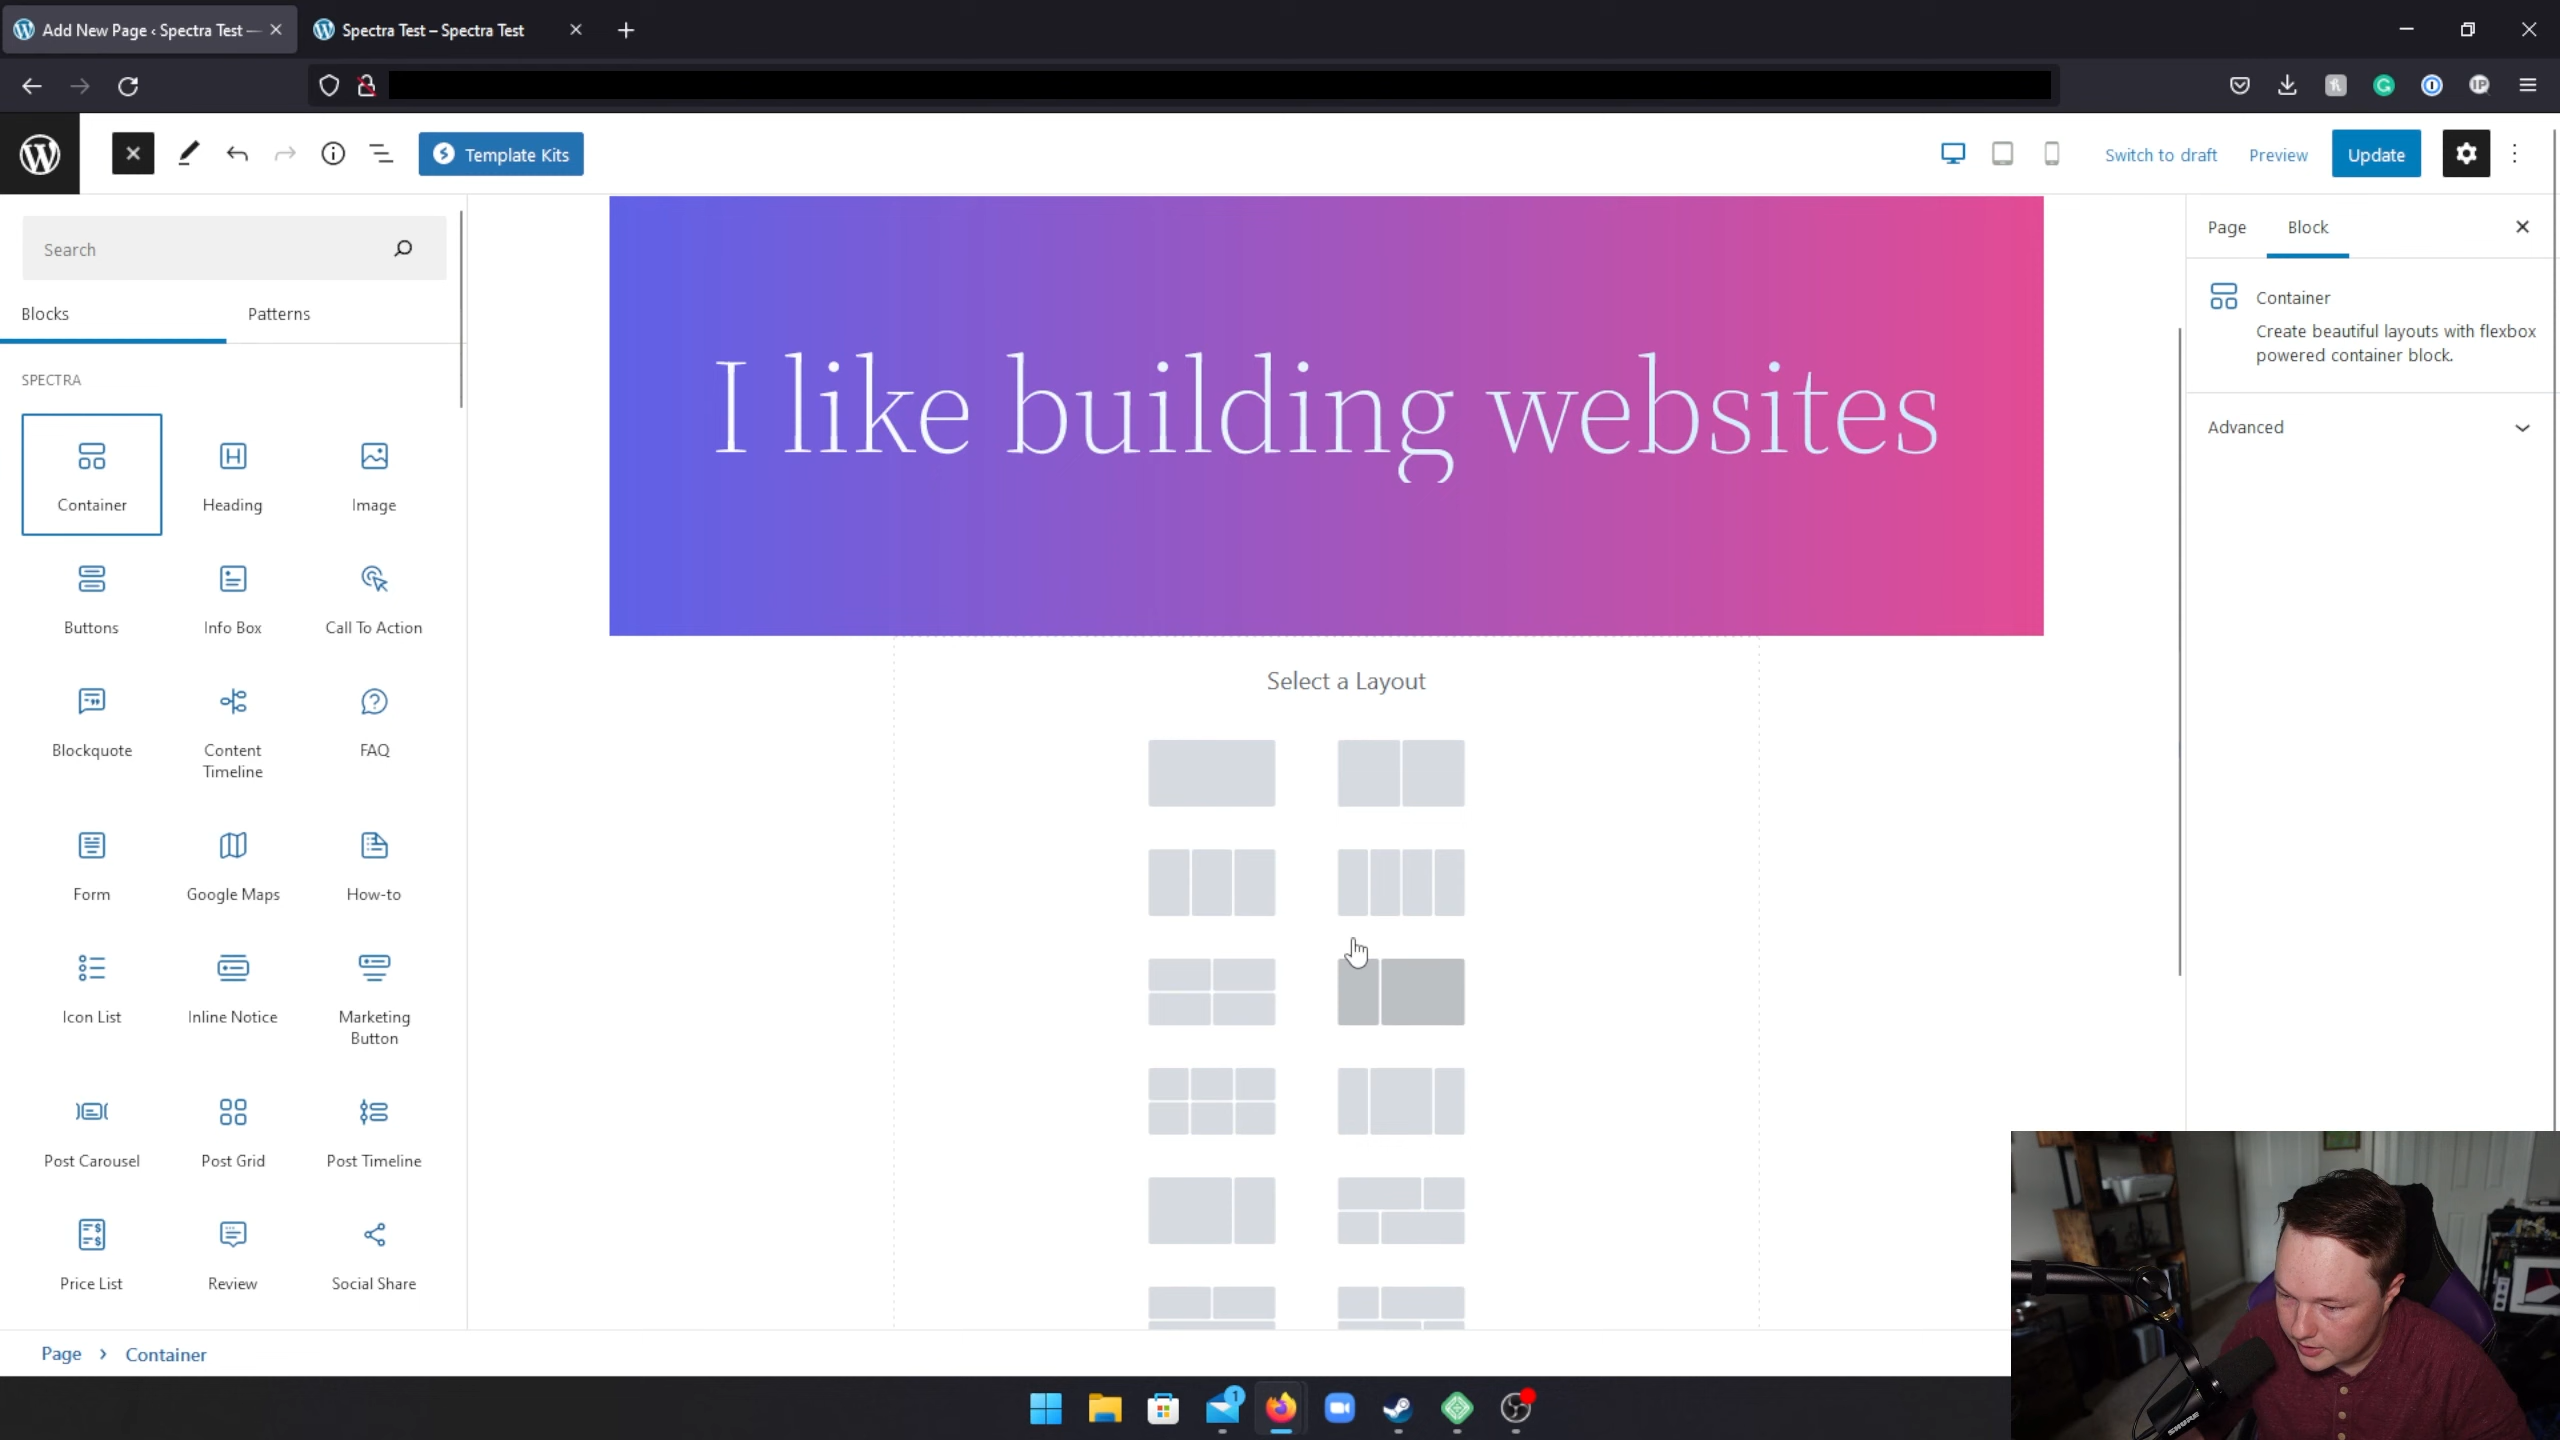 Add New Page ‹ Spectra Test —
Spectra Test – Spectra Test
Template Kits
Switch to draft
Preview
Update
Search
Blocks
Patterns
SPECTRA
Container
Heading
Image
Buttons
Info Box
Call To Action
Blockquote
Content
Timeline
FAQ
Form
Google Maps
How-to
Icon List
Inline Notice
Marketing
Button
Post Carousel
Post Grid
Post Timeline
Price List
Review
Social Share
I like building websites
Select a Layout
Page
Block
Container
Create beautiful layouts with flexbox
powered container block.
Advanced
Page › Container
1
SHURE